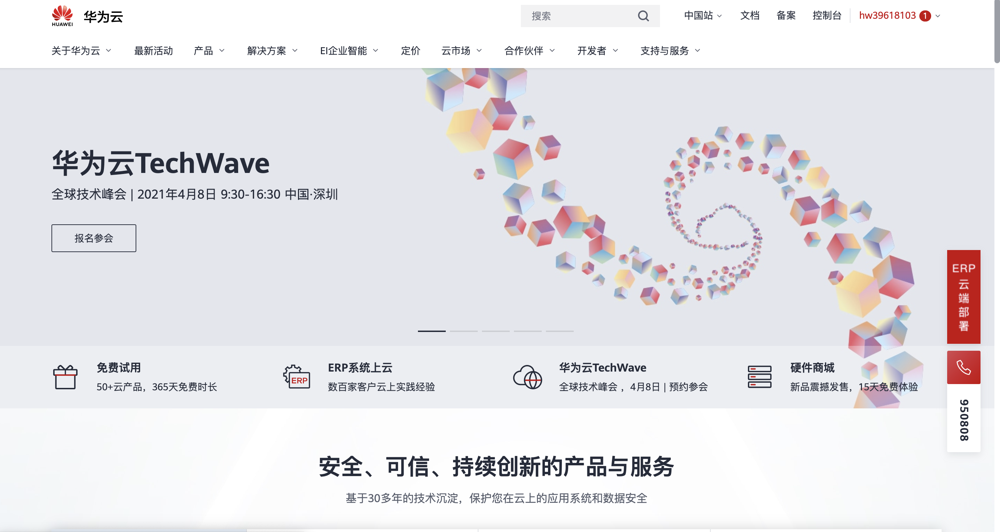 HUAWEI
华为云
搜索
中国站
文档
备案
控制台
hw39618103 1
关于华为云
最新活动
产品
解决方案
EI企业智能
定价
云市场
合作伙伴
开发者
支持与服务
华为云TechWave
全球技术峰会 | 2021年4月8日 9:30-16:30 中国·深圳
报名参会
ERP
云
端
部
署
950808
免费试用
50+云产品，365天免费时长
ERP
ERP系统上云
数百家客户云上实践经验
华为云TechWave
全球技术峰会 ，4月8日 | 预约参会
硬件商城
新品震撼发售，15天免费体验
安全、可信、持续创新的产品与服务
基于30多年的技术沉淀，保护您在云上的应用系统和数据安全